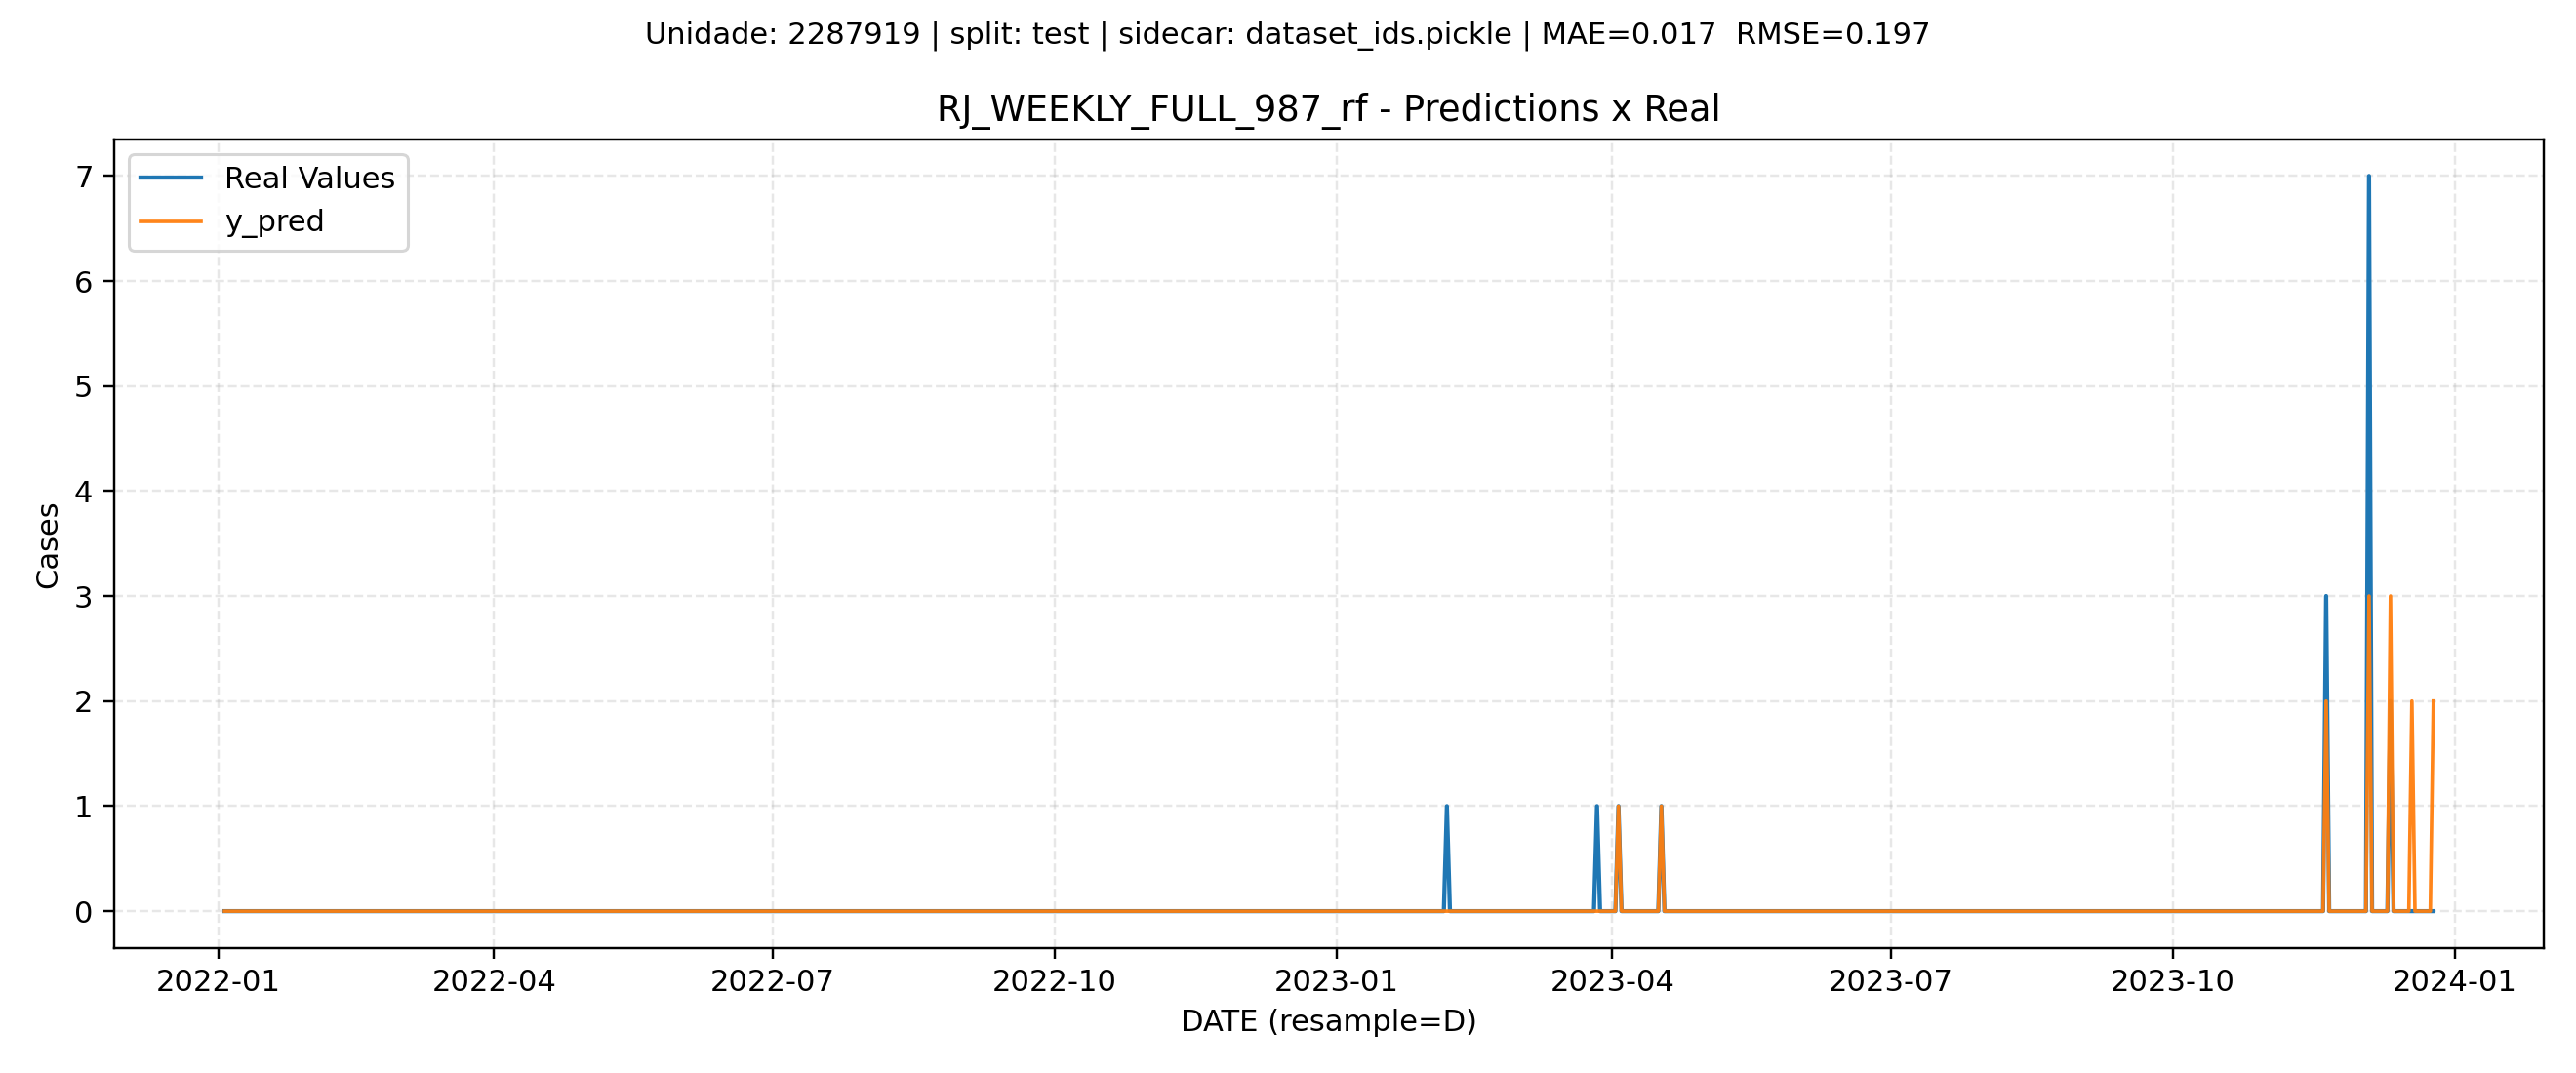 Unidade: 2287919 | split: test | sidecar: dataset_ids.pickle | MAE=0.017  RMSE=0.197
RJ_WEEKLY_FULL_987_rf - Predictions x Real
Real Values
y_pred
7
6
5
4
3
2
1
0
Cases
2022-01
2022-04
2022-07
2022-10
2023-01
2023-04
2023-07
2023-10
2024-01
DATE (resample=D)